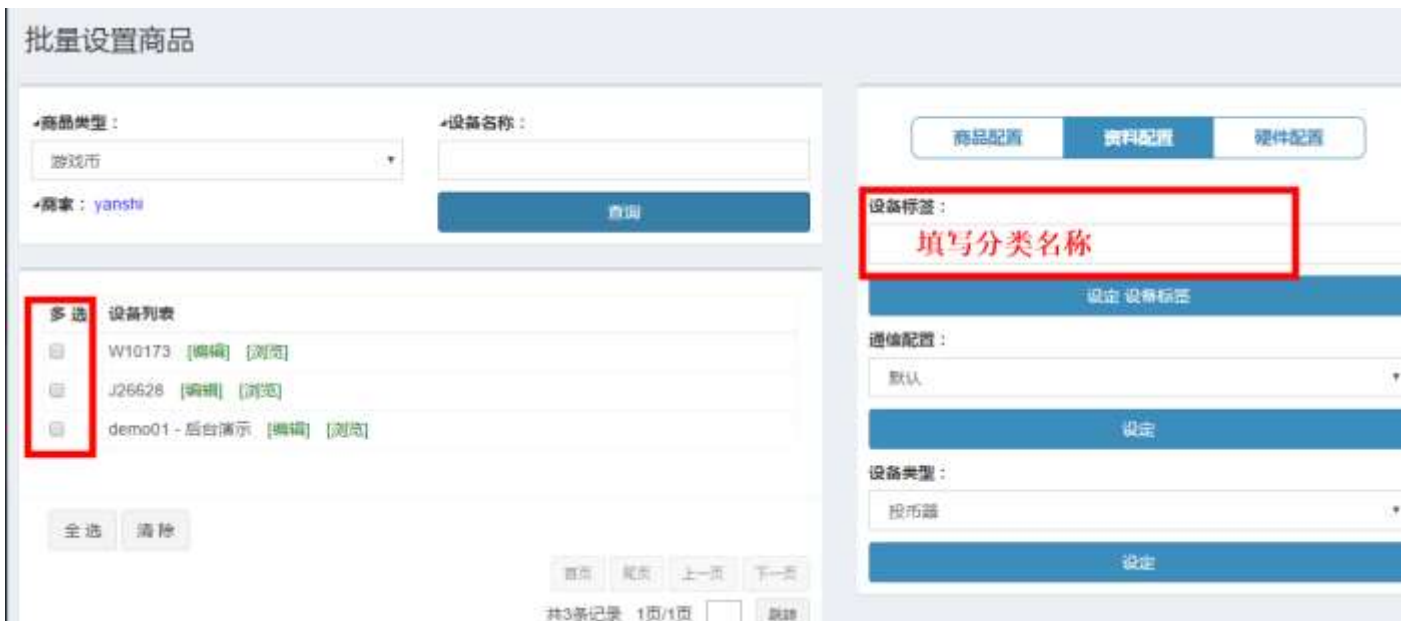 批量设置商品
商品类型：
游戏币
设备名称：
商家：yanshi
查询
多选 设备列表
W10173 [编辑] [浏览]
J26628 [编辑] [浏览]
demo01 - 后台演示 [编辑] [浏览]
全选 清除
首页 尾页 上一页 下一页
共3条记录 1页/1页 跳转
商品配置 资料配置 硬件配置
设备标签：
填写分类名称
设定 设备标签
通信配置：
默认
设定
设备类型：
投币器
设定